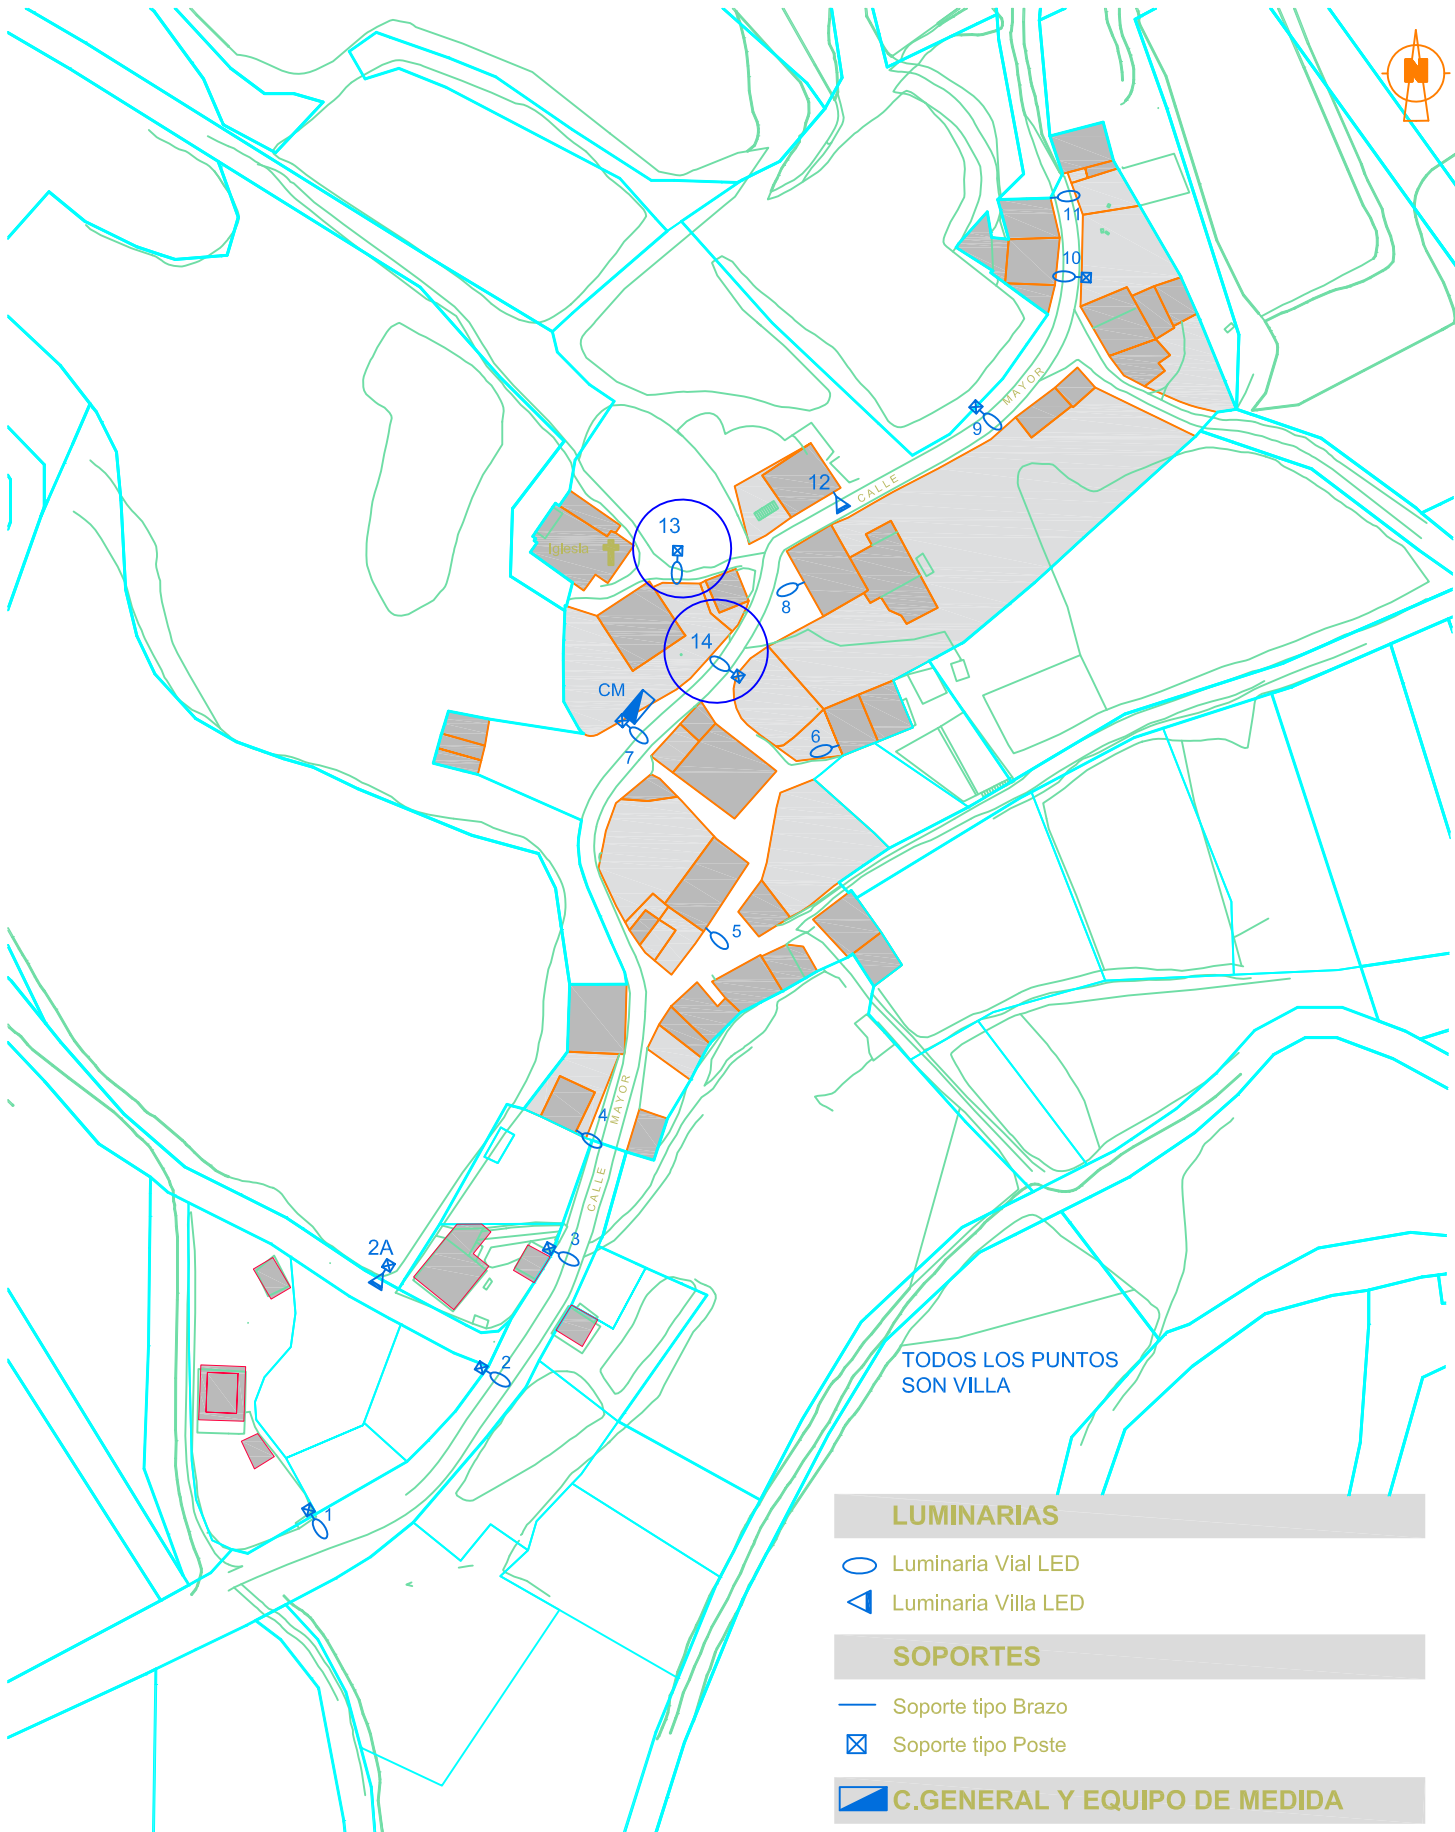 N
11
10
MAYOR
9
12
CALLE
13
Iglesia
8
14
CM
7
6
5
4
MAYOR
CALLE
3
2A
2
1
TODOS LOS PUNTOS
SON VILLA
LUMINARIAS
Luminaria Vial LED
Luminaria Villa LED
SOPORTES
Soporte tipo Brazo
Soporte tipo Poste
C.GENERAL Y EQUIPO DE MEDIDA